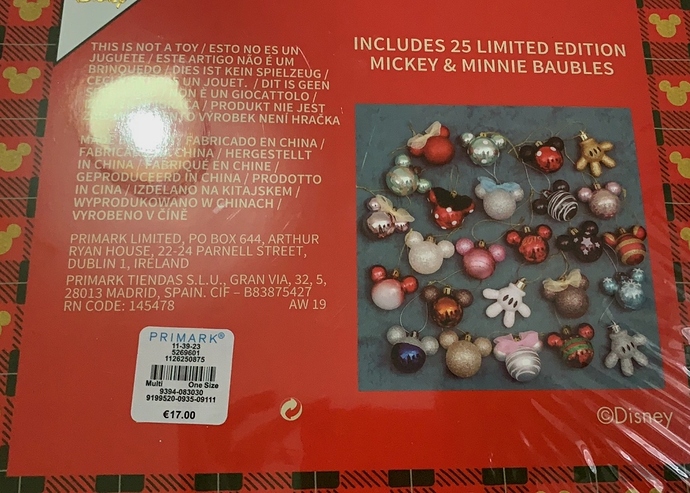 Disney
THIS IS NOT A TOY / ESTO NO ES UN
JUGUETE / ESTE ARTIGO NÃO É UM
BRINQUEDO / DIES IST KEIN SPIELZEUG /
UN JOUET. / DIT IS GEEN
UN GIOCATTOLO /
PRODUKT NIE JEST
VÝROBEK NENÍ HRAČKA
FABRICADO EN CHINA /
CHINA / HERGESTELLT
IN CHINA / FABRIQUÉ EN CHINE /
GEPRODUCEERD IN CHINA / PRODOTTO
IN CINA / IZDELANO NA KITAJSKEM /
WYPRODUKOWANO W CHINACH /
VYROBENO V ČÍNĚ
PRIMARK LIMITED, PO BOX 644, ARTHUR
RYAN HOUSE, 22-24 PARNELL STREET,
DUBLIN 1, IRELAND
PRIMARK TIENDAS S.L.U., GRAN VIA, 32, 5,
28013 MADRID, SPAIN. CIF – B83875427
RN CODE: 145478 AW 19
PRIMARK®
11-39-23
5269601
1126250875
Multi One Size
9394-083030
9199520-0935-09111
€17.00
INCLUDES 25 LIMITED EDITION
MICKEY & MINNIE BAUBLES
©Disney